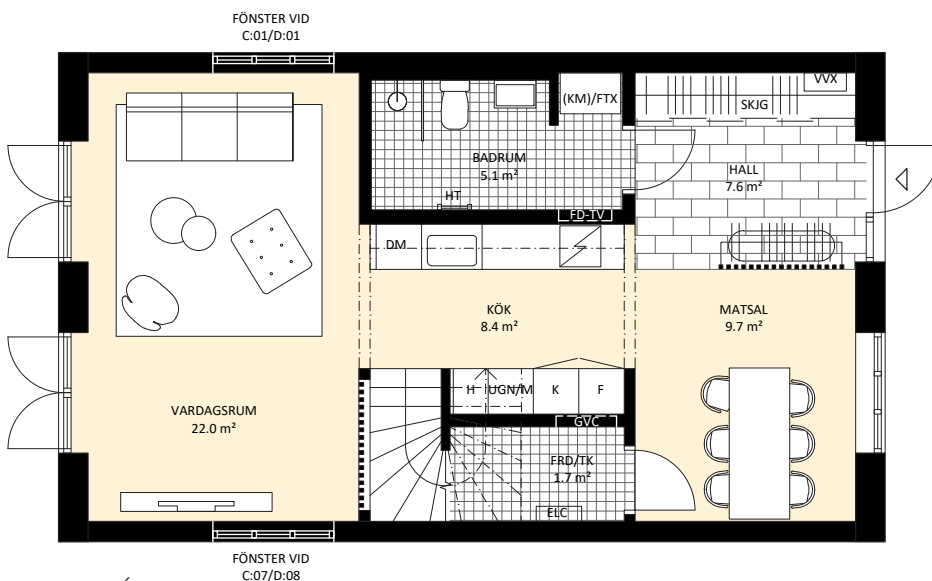 FÖNSTER VID
C:01/D:01
(KM)/FTX
VVX
SKJG
BADRUM
5.1 m²
HALL
7.6 m²
HT
FD-TV
DM
KÖK
8.4 m²
MATSAL
9.7 m²
H
UGN/M
K
F
VARDAGSRUM
22.0 m²
GVC
FRD/TK
1.7 m²
ELC
FÖNSTER VID
C:07/D:08